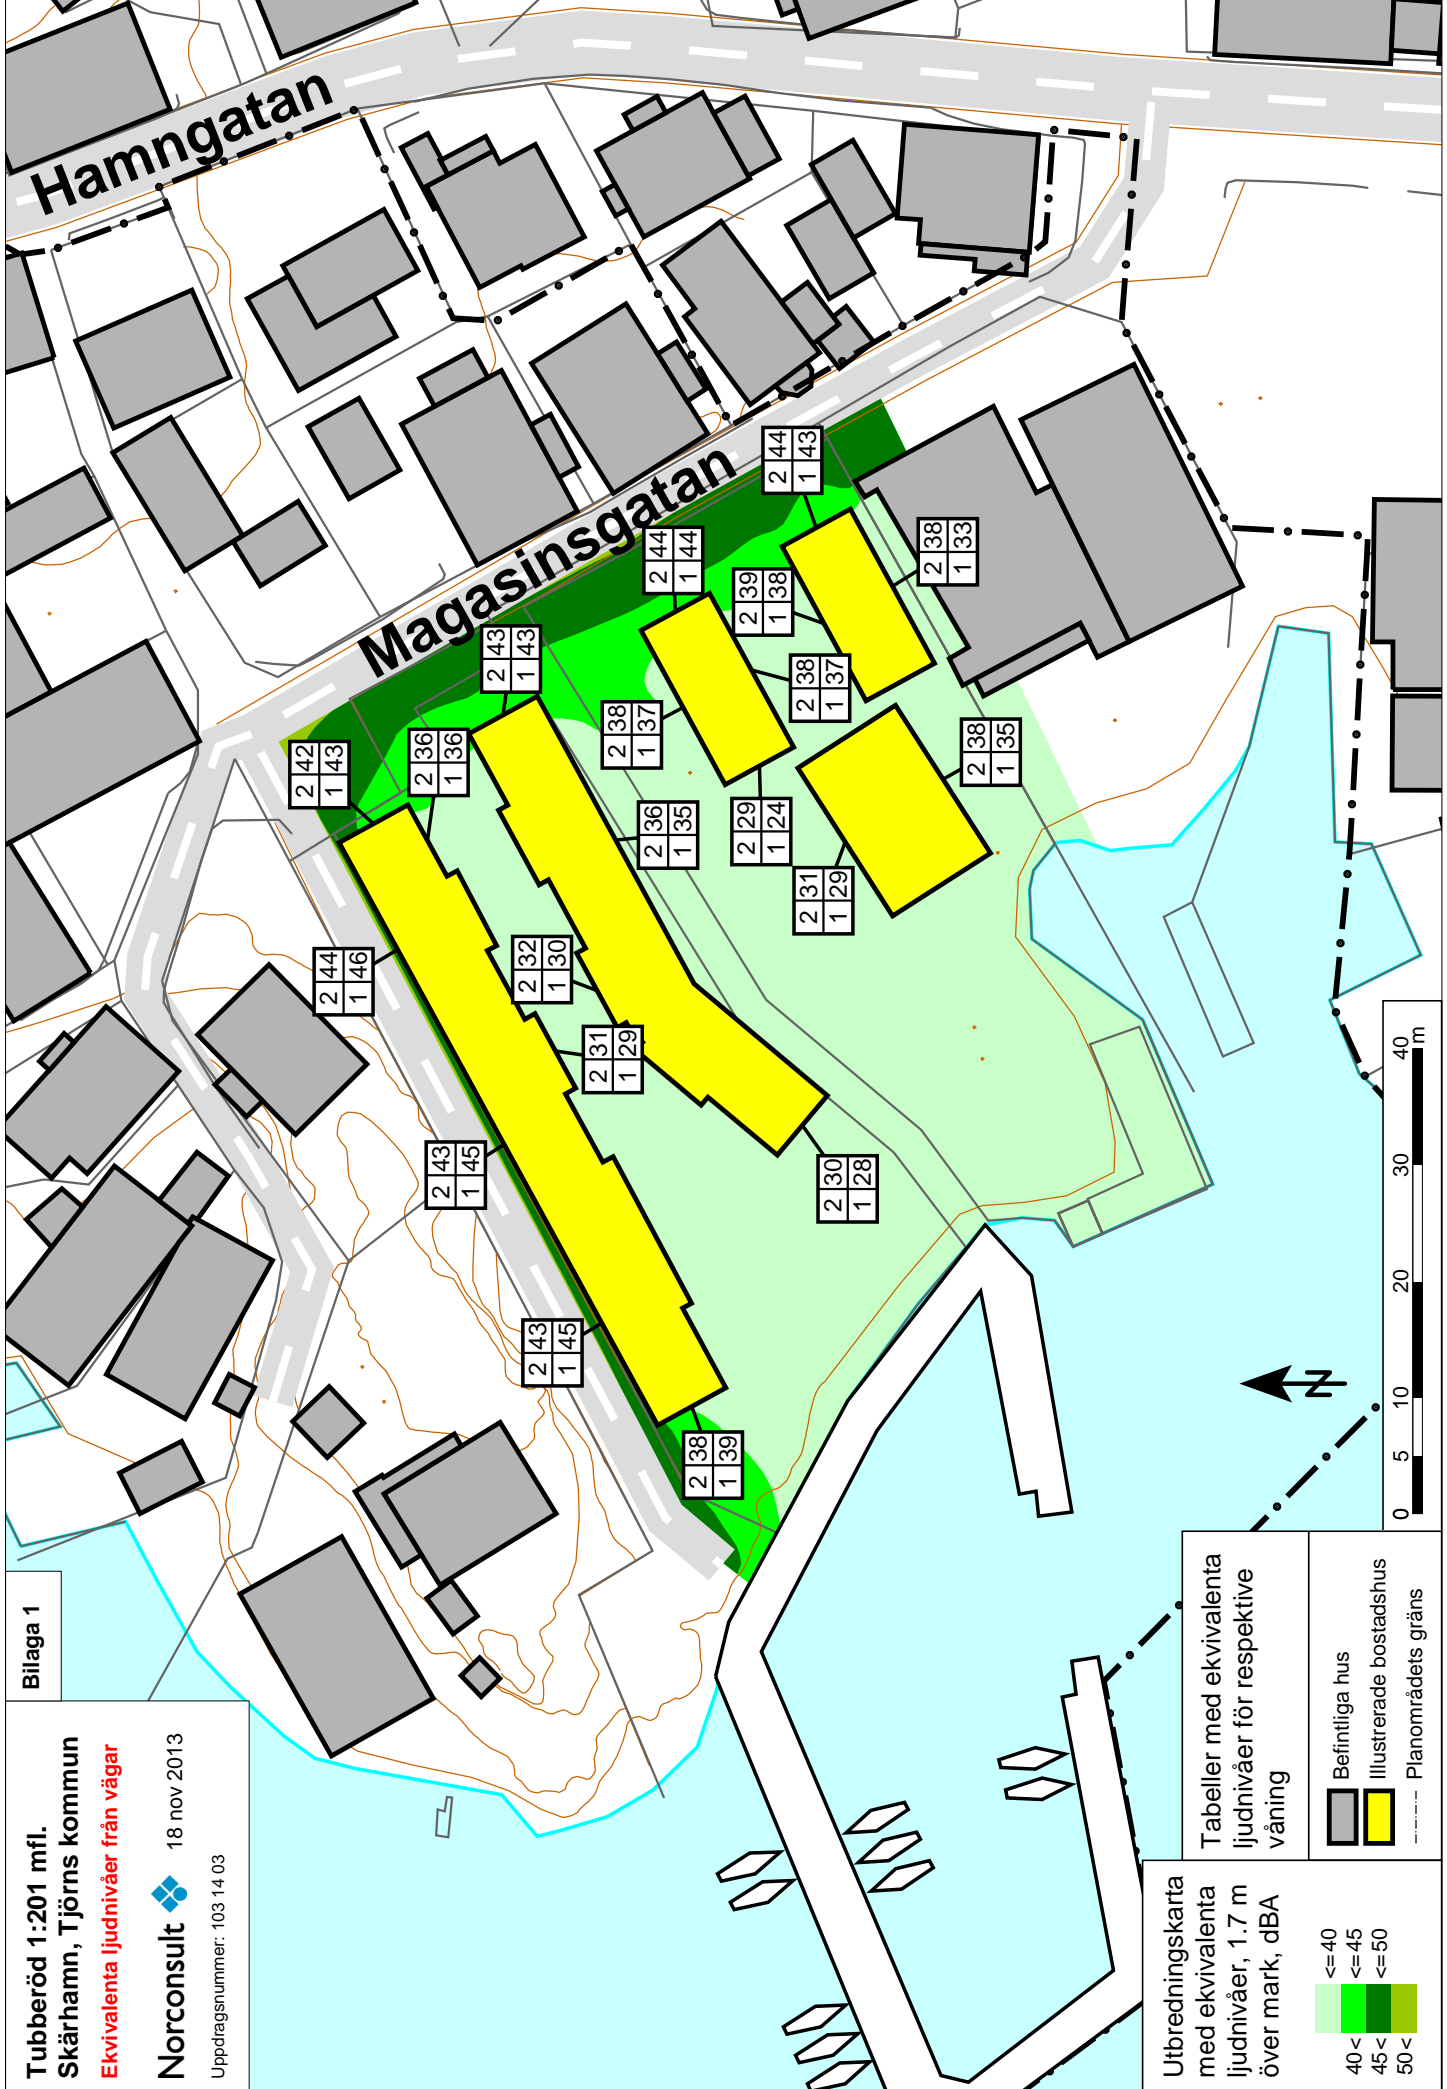 Tubberöd 1:201 mfl.
Skärhamn, Tjörns kommun
Ekvivalenta ljudnivåer från vägar
Norconsult 18 nov 2013
Uppdragsnummer: 103 14 03
Bilaga 1
Hamngatan
Magasinsgatan
2 42
1 43
2 36
1 36
2 43
1 43
2 44
1 44
2 44
1 43
2 39
1 38
2 38
1 33
2 38
1 37
2 38
1 37
2 38
1 35
2 36
1 35
2 29
1 24
2 31
1 29
2 44
1 46
2 32
1 30
2 31
1 29
2 43
1 45
2 30
1 28
2 43
1 45
2 38
1 39
N
0 5 10 20 30 40
m
Utbredningskarta
med ekvivalenta
ljudnivåer, 1.7 m
över mark, dBA
<=40
40< <=45
45< <=50
50<
Tabeller med ekvivalenta
ljudnivåer för respektive
våning
Befintliga hus
Illustrerade bostadshus
Planområdets gräns